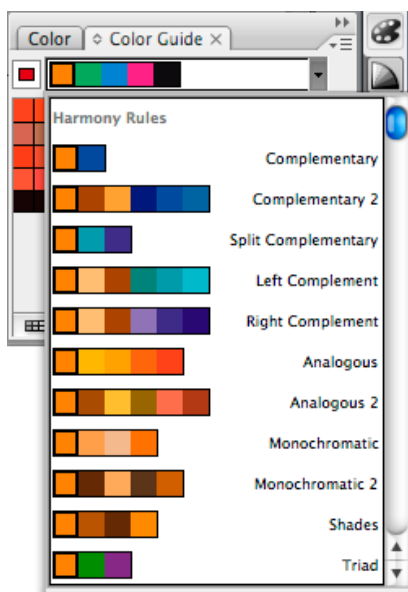 Color
Color Guide
Harmony Rules
Complementary
Complementary 2
Split Complementary
Left Complement
Right Complement
Analogous
Analogous 2
Monochromatic
Monochromatic 2
Shades
Triad